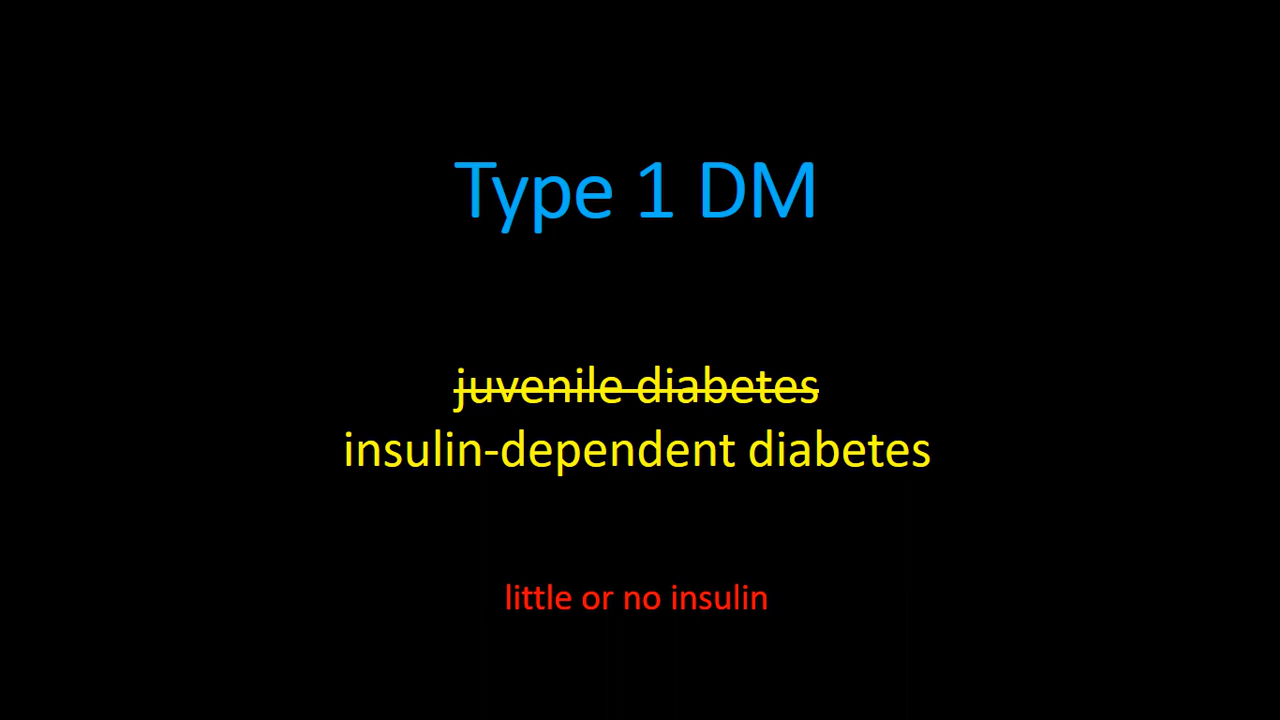 Type 1 DM
juvenile diabetes
insulin-dependent diabetes
little or no insulin